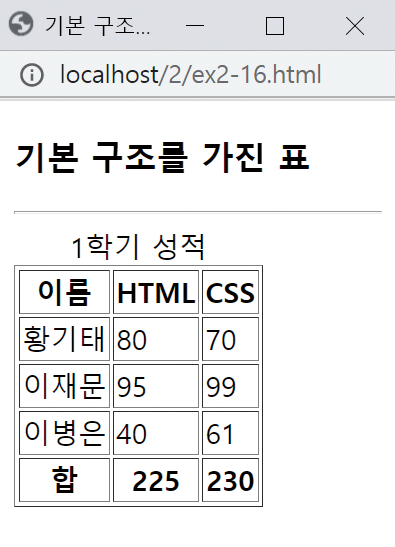 기본 구조...
localhost/2/ex2-16.html
기본 구조를 가진 표
1학기 성적
이름 HTML CSS
황기태 80 70
이재문 95 99
이병은 40 61
합 225 230